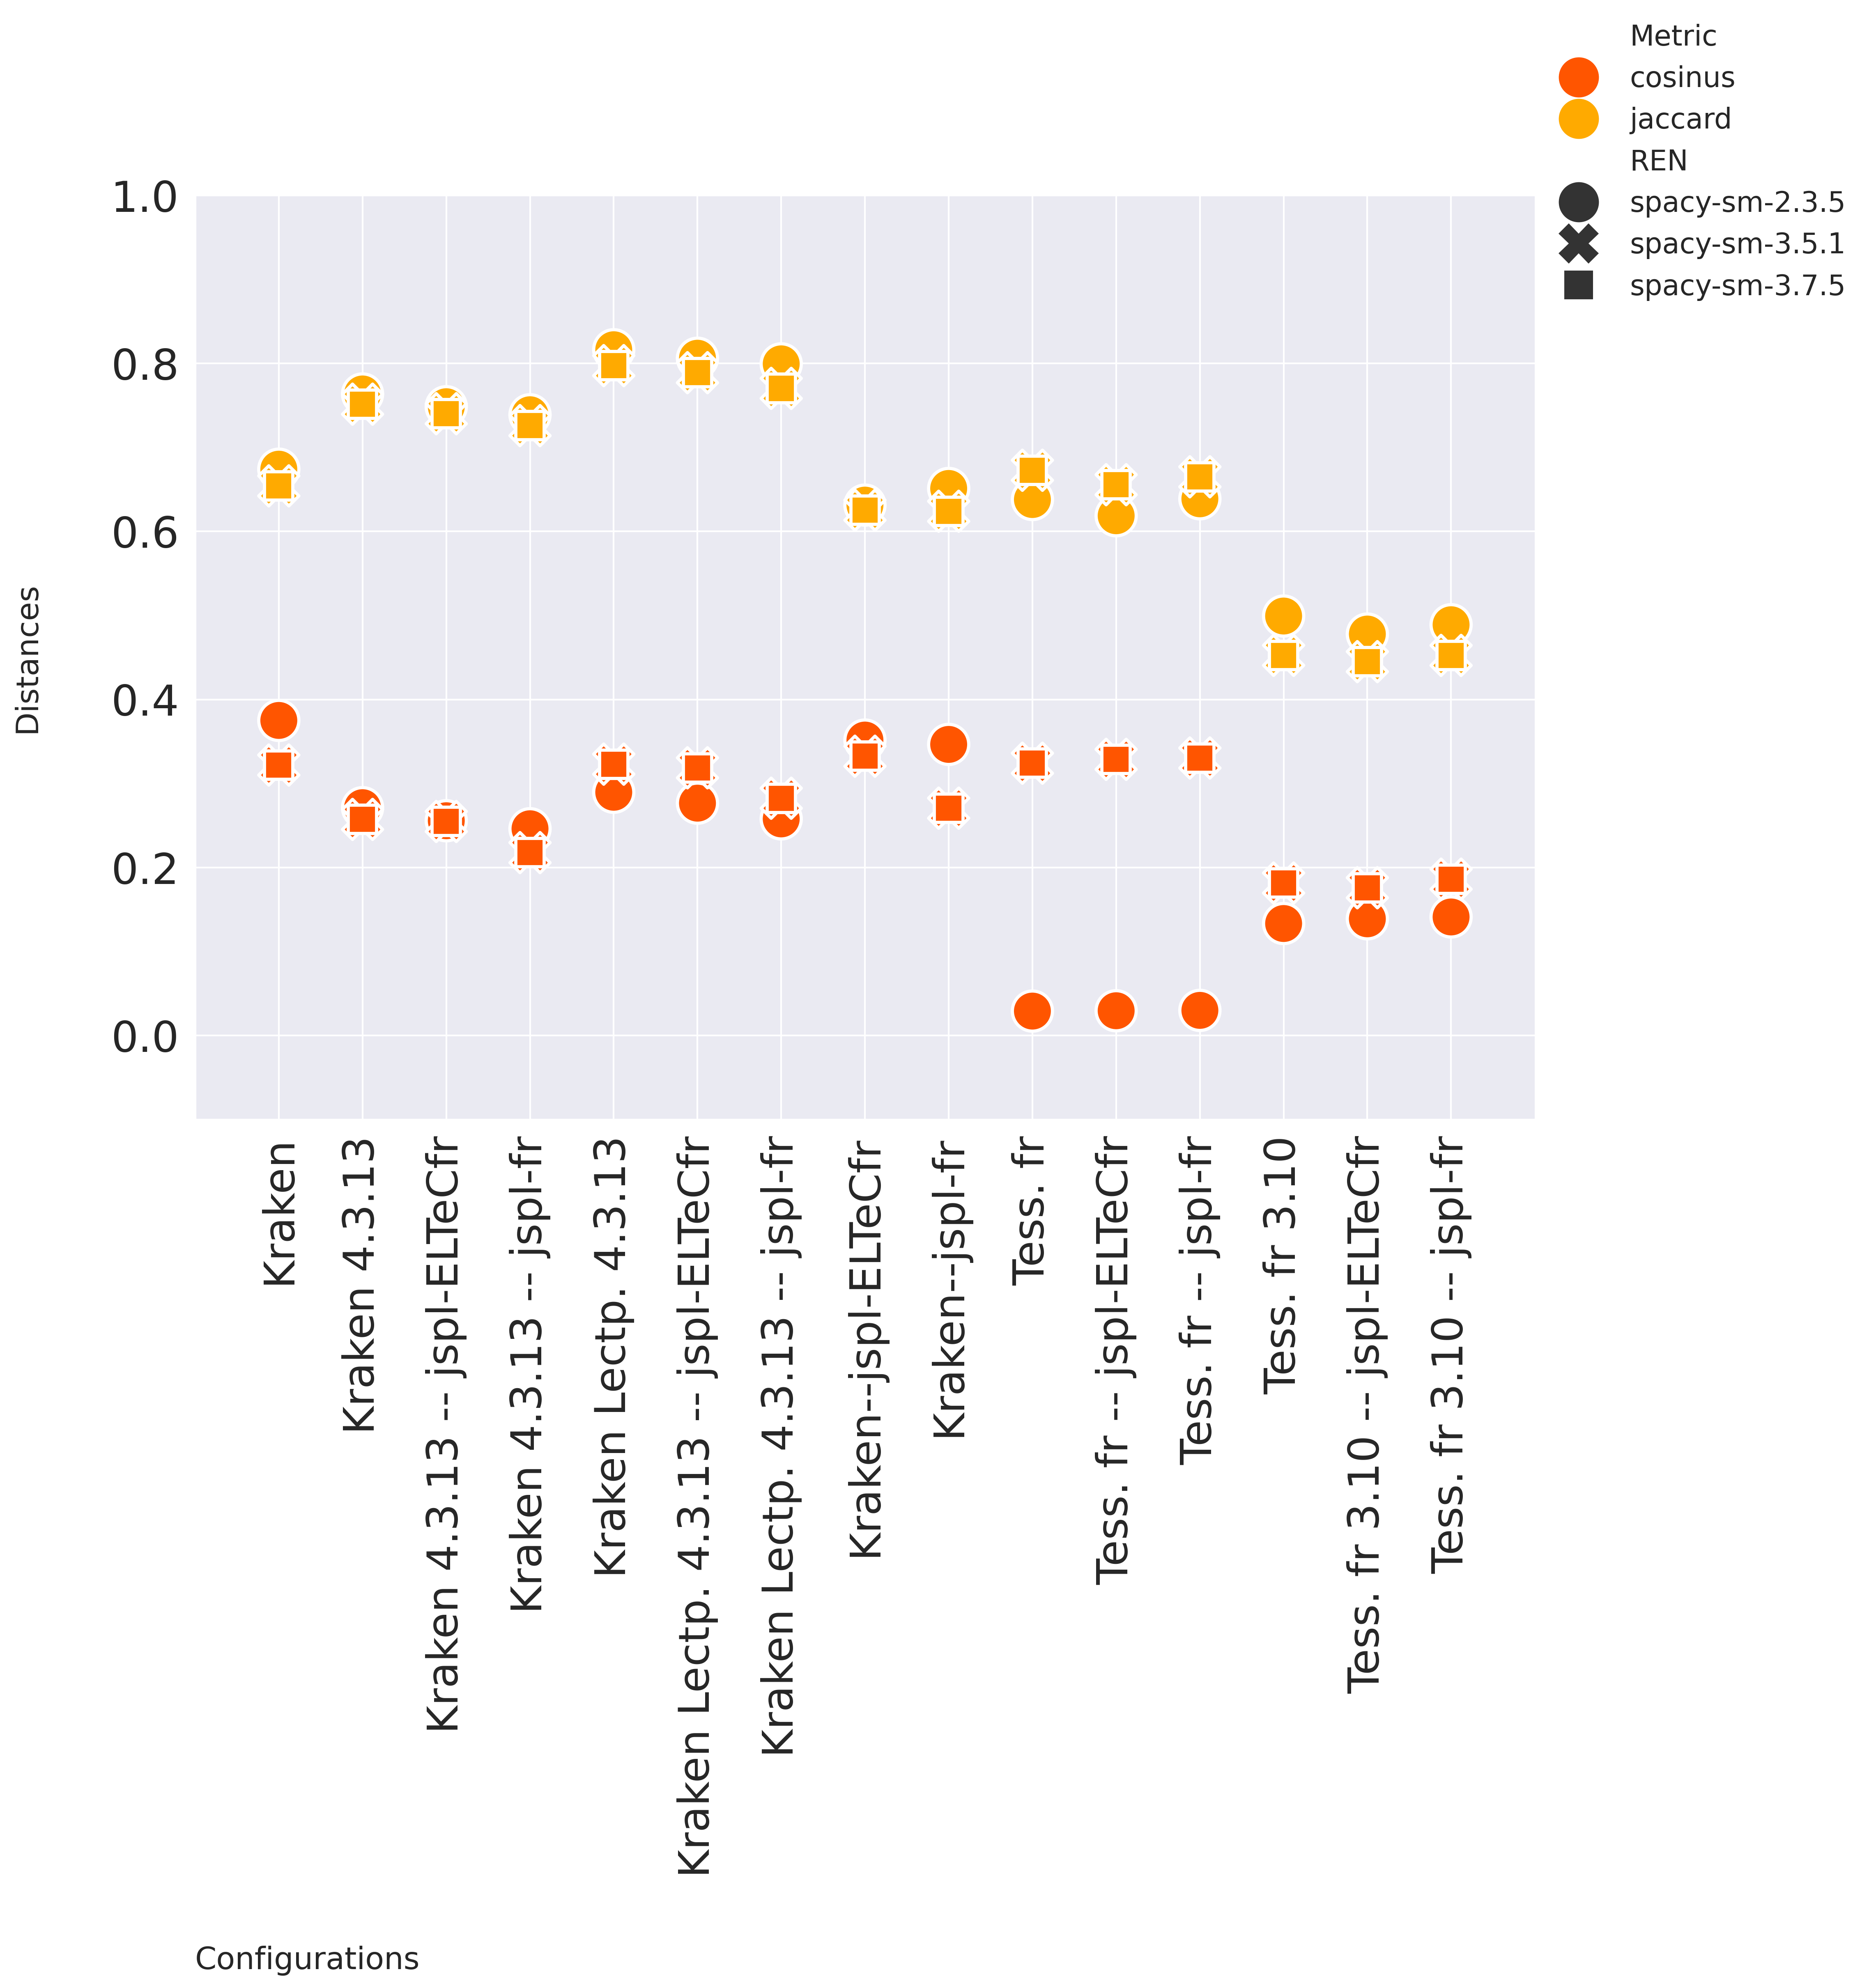 Metric
cosinus
jaccard
REN
spacy-sm-2.3.5
spacy-sm-3.5.1
spacy-sm-3.7.5
1.0
0.8
0.6
0.4
0.2
0.0
Distances
Kraken
Kraken 4.3.13
Kraken 4.3.13 -- jspl-ELTeCfr
Kraken 4.3.13 -- jspl-fr
Kraken Lectp. 4.3.13
Kraken Lectp. 4.3.13 -- jspl-ELTeCfr
Kraken Lectp. 4.3.13 -- jspl-fr
Kraken--jspl-ELTeCfr
Kraken--jspl-fr
Tess. fr
Tess. fr -- jspl-ELTeCfr
Tess. fr -- jspl-fr
Tess. fr 3.10
Tess. fr 3.10 -- jspl-ELTeCfr
Tess. fr 3.10 -- jspl-fr
Configurations